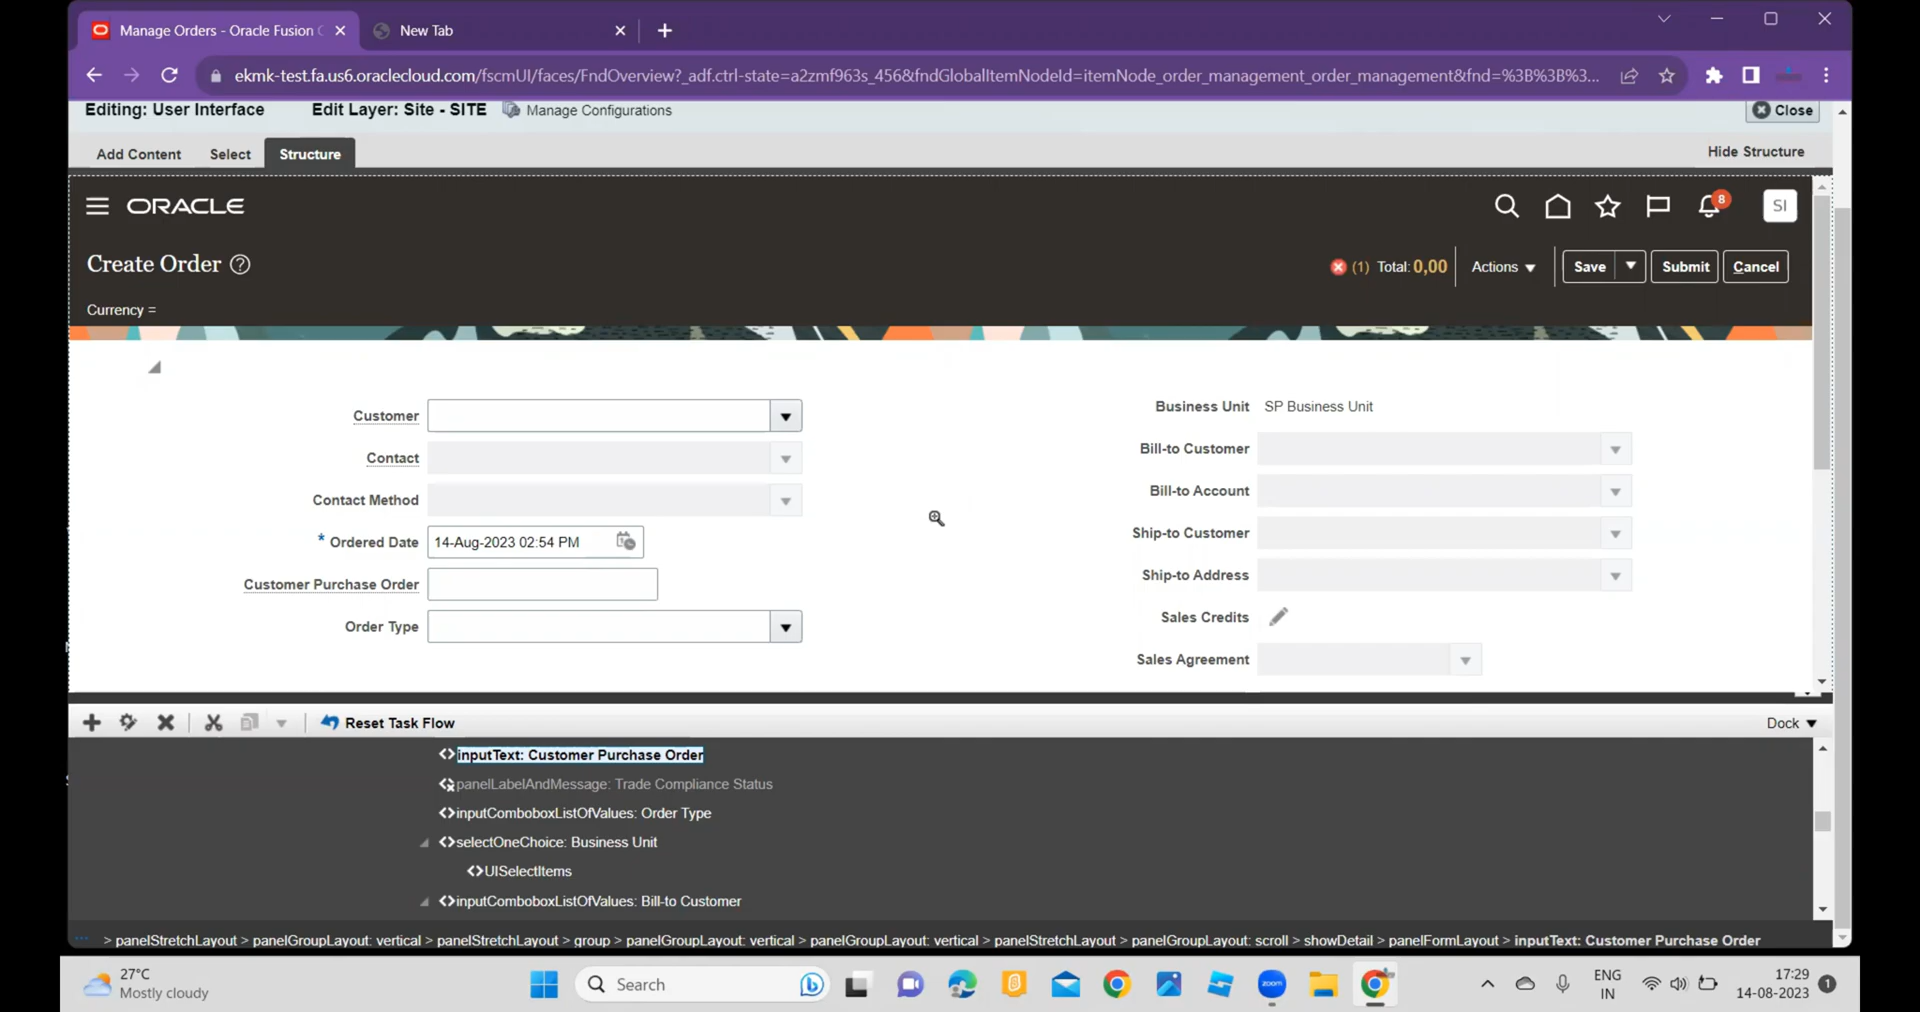 Manage Orders - Oracle Fusion C
New Tab
ekmk-test.fa.us6.oraclecloud.com/fscmUI/faces/FndOverview?_adf.ctrl-state=a2zmf963s_456&fndGlobalItemNodeId=itemNode_order_management_order_management&fnd=%3B%3B%3...
Editing: User Interface Edit Layer: Site - SITE Manage Configurations Close
Add Content Select Structure Hide Structure
ORACLE 8 SI
Create Order (1) Total: 0,00 Actions Save Submit Cancel
Currency =
Customer
Contact
Contact Method
* Ordered Date 14-Aug-2023 02:54 PM
Customer Purchase Order
Order Type
Business Unit SP Business Unit
Bill-to Customer
Bill-to Account
Ship-to Customer
Ship-to Address
Sales Credits
Sales Agreement
Reset Task Flow Dock
inputText: Customer Purchase Order
panelLabelAndMessage: Trade Compliance Status
inputComboboxListOfValues: Order Type
selectOneChoice: Business Unit
UISelectItems
inputComboboxListOfValues: Bill-to Customer
... > panelStretchLayout > panelGroupLayout: vertical > panelStretchLayout > group > panelGroupLayout: vertical > panelGroupLayout: vertical > panelStretchLayout > panelGroupLayout: scroll > showDetail > panelFormLayout > inputText: Customer Purchase Order
27°C
Mostly cloudy
Search
zoom
ENG
IN
17:29
14-08-2023
1